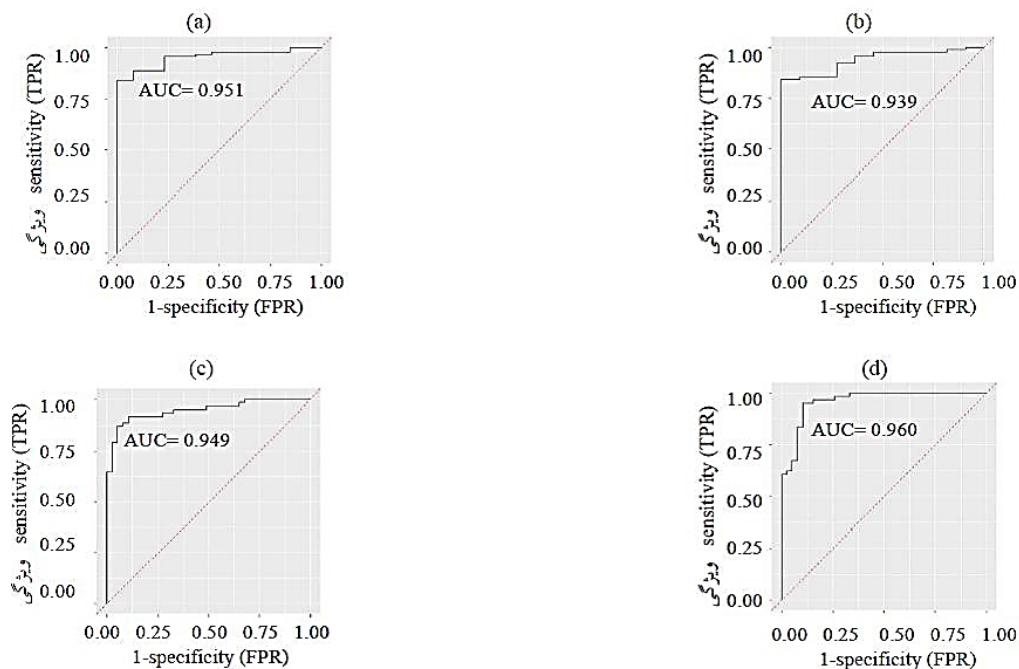 (a)
1.00
0.75
0.50
0.25
0.00
ویژگی sensitivity (TPR)
AUC= 0.951
0.00 0.25 0.50 0.75 1.00
1-specificity (FPR)
(b)
1.00
0.75
0.50
0.25
0.00
ویژگی sensitivity (TPR)
AUC= 0.939
0.00 0.25 0.50 0.75 1.00
1-specificity (FPR)
(c)
1.00
0.75
0.50
0.25
0.00
ویژگی sensitivity (TPR)
AUC= 0.949
0.00 0.25 0.50 0.75 1.00
1-specificity (FPR)
(d)
1.00
0.75
0.50
0.25
0.00
ویژگی sensitivity (TPR)
AUC= 0.960
0.00 0.25 0.50 0.75 1.00
1-specificity (FPR)